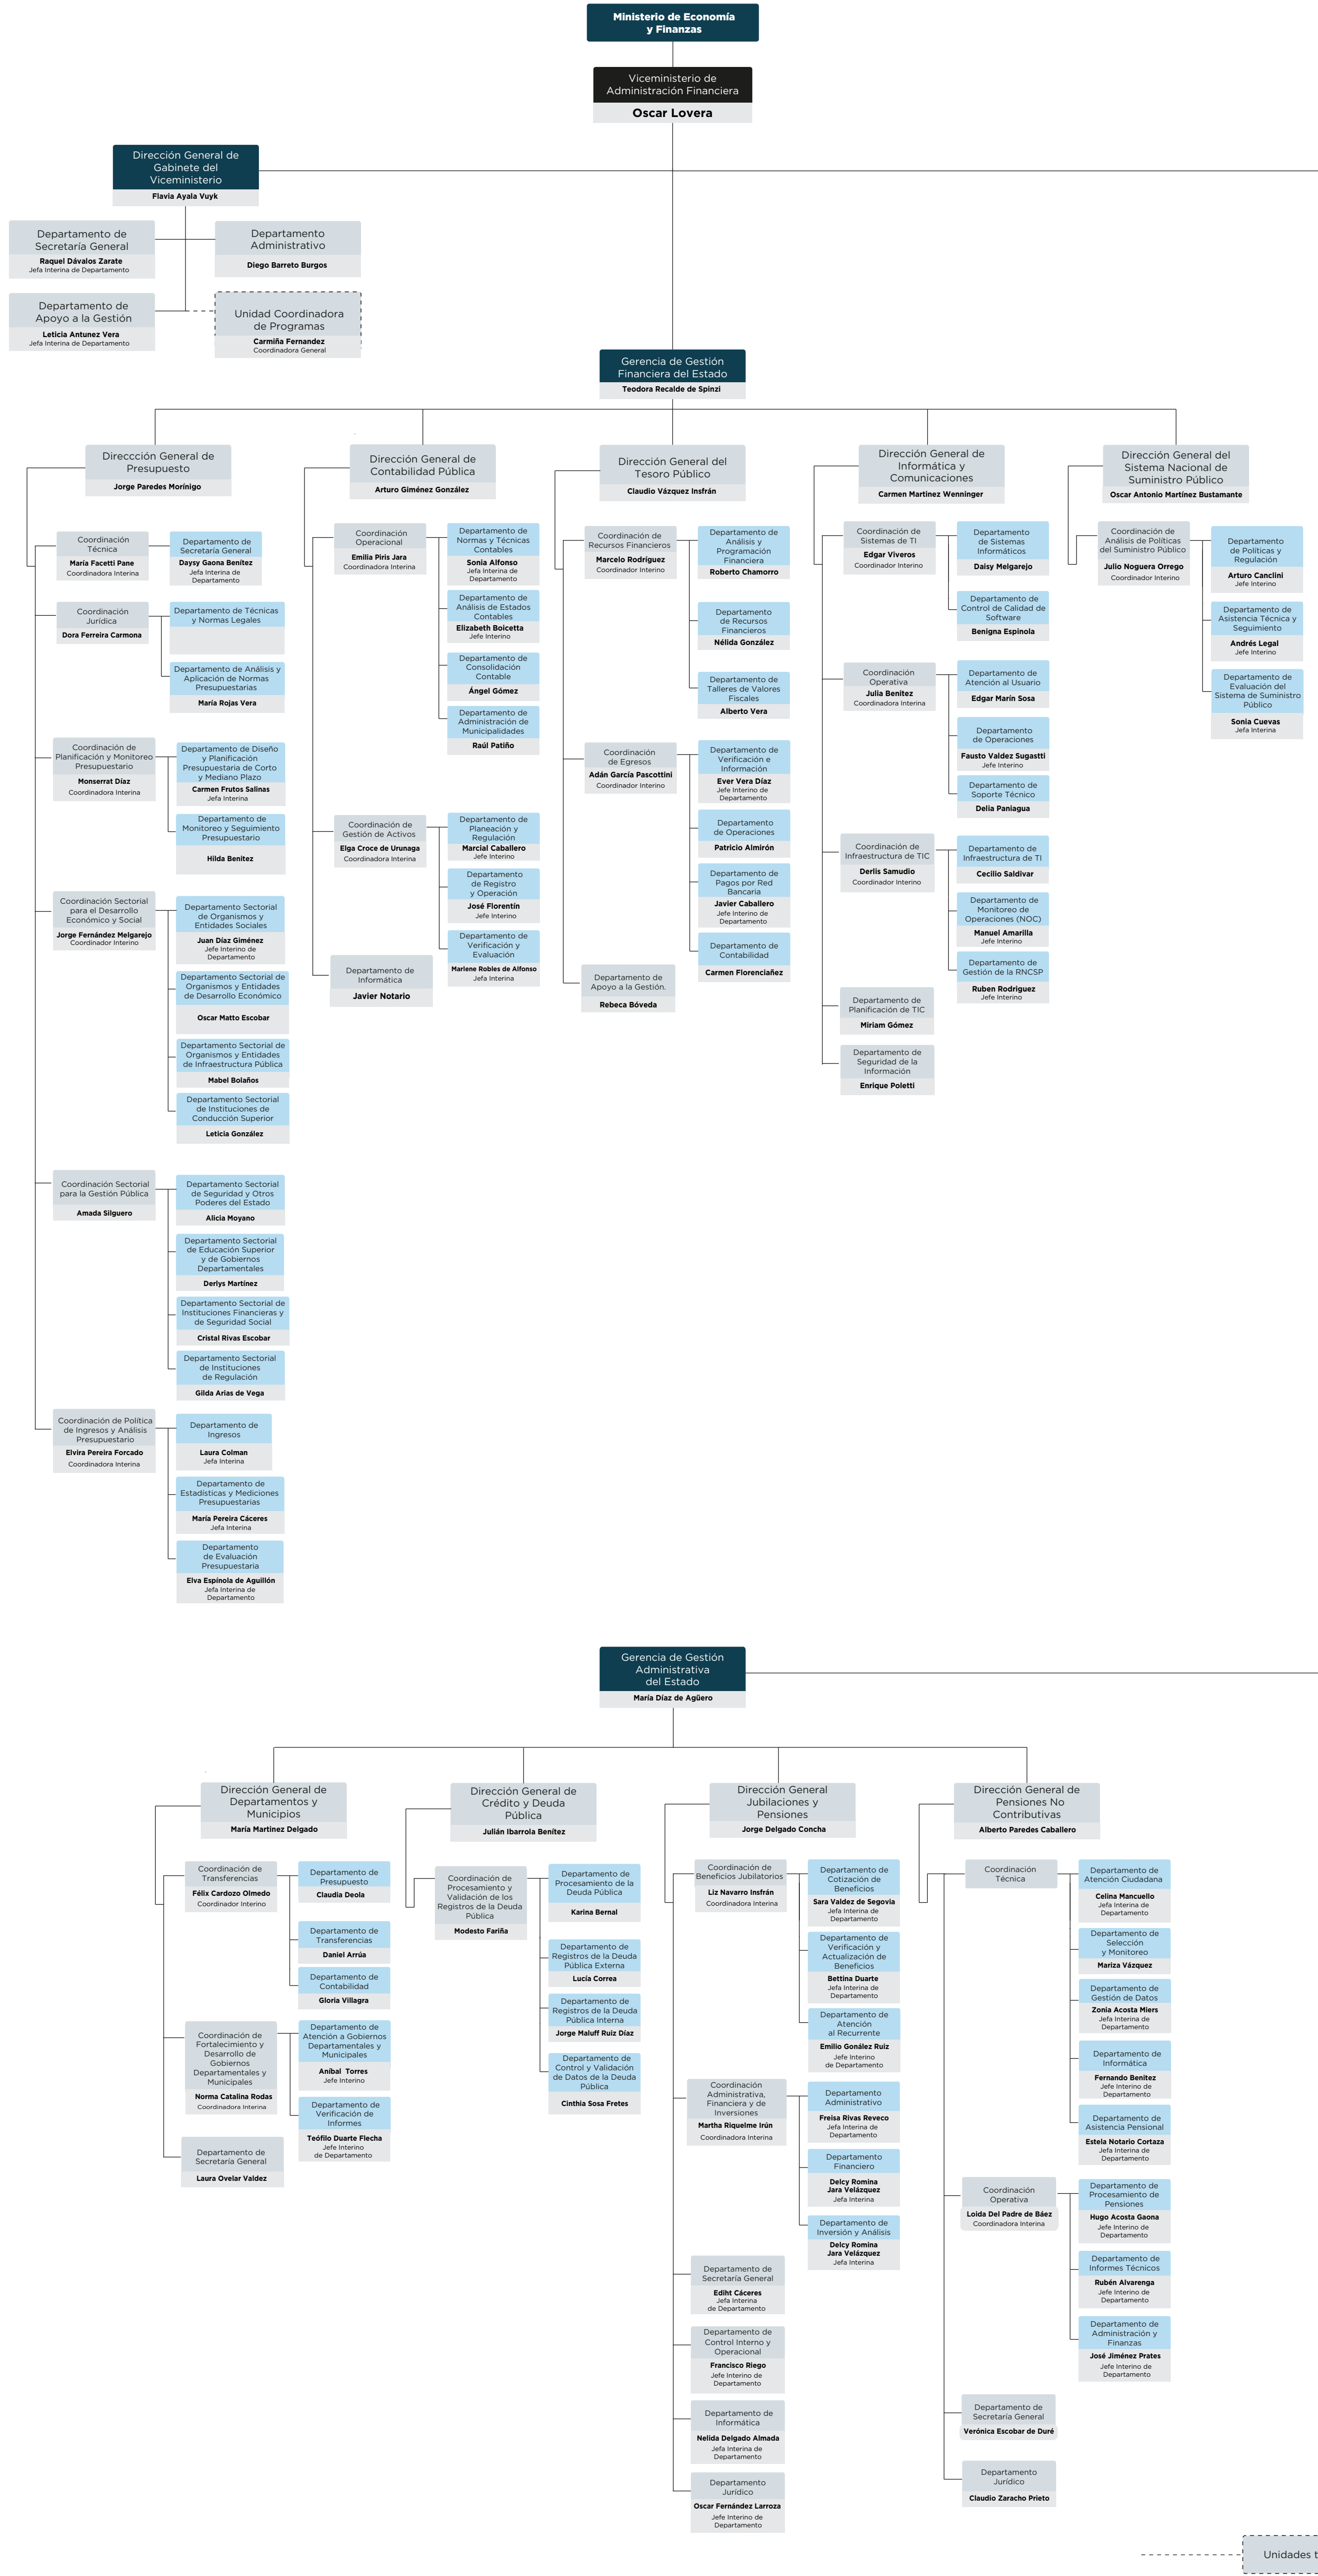 Ministerio de Economía
y Finanzas
Viceministerio de
Administración Financiera
Oscar Lovera
Dirección General de
Gabinete del
Viceministerio
Flavia Ayala Vuyk
Departamento de
Secretaría General
Raquel Dávalos Zarate
Jefa Interina de Departamento
Departamento
Administrativo
Diego Barreto Burgos
Departamento de
Apoyo a la Gestión
Leticia Antunez Vera
Jefa Interina de Departamento
Unidad Coordinadora
de Programas
Carmiña Fernandez
Coordinadora General
Gerencia de Gestión
Financiera del Estado
Teodora Recalde de Spinzi
Direccción General de
Presupuesto
Jorge Paredes Morínigo
Coordinación
Técnica
María Facetti Pane
Coordinadora Interina
Departamento de
Secretaría General
Daysy Gaona Benítez
Jefa Interina de
Departamento
Coordinación
Jurídica
Dora Ferreira Carmona
Departamento de Técnicas
y Normas Legales
Departamento de Análisis y
Aplicación de Normas
Presupuestarias
María Rojas Vera
Coordinación de
Planificación y Monitoreo
Presupuestario
Monserrat Díaz
Coordinadora Interina
Departamento de Diseño
y Planificación
Presupuestaria de Corto
y Mediano Plazo
Carmen Frutos Salinas
Jefa Interina
Departamento de
Monitoreo y Seguimiento
Presupuestario
Hilda Benitez
Coordinación Sectorial
para el Desarrollo
Económíco y Social
Jorge Fernández Melgarejo
Coordinador Interino
Departamento Sectorial
de Organismos y
Entidades Sociales
Juan Díaz Giménez
Jefe Interino de
Departamento
Departamento Sectorial de
Organismos y Entidades
de Desarrollo Económico
Oscar Matto Escobar
Departamento Sectorial de
Organismos y Entidades
de Infraestructura Pública
Mabel Bolaños
Departamento Sectorial
de Instituciones de
Conducción Superior
Leticia González
Coordinación Sectorial
para la Gestión Pública
Amada Silguero
Departamento Sectorial
de Seguridad y Otros
Poderes del Estado
Alicia Moyano
Departamento Sectorial
de Educación Superior
y de Gobiernos
Departamentales
Derlys Martínez
Departamento Sectorial de
Instituciones Financieras y
de Seguridad Social
Cristal Rivas Escobar
Departamento Sectorial
de Instituciones
de Regulación
Gilda Arias de Vega
Coordinación de Política
de Ingresos y Análisis
Presupuestario
Elvira Pereira Forcado
Coordinadora Interina
Departamento de
Ingresos
Laura Colman
Jefa Interina
Departamento de
Estadísticas y Mediciones
Presupuestarias
María Pereira Cáceres
Jefa Interina
Departamento
de Evaluación
Presupuestaria
Elva Espínola de Aguillón
Jefa Interina de
Departamento
Dirección General de
Contabilidad Pública
Arturo Giménez González
Coordinación
Operacional
Emilia Piris Jara
Coordinadora Interina
Departamento de
Normas y Técnicas
Contables
Sonia Alfonso
Jefa Interina de
Departamento
Departamento de
Análisis de Estados
Contables
Elizabeth Boicetta
Jefe Interino
Departamento de
Consolidación
Contable
Ángel Gómez
Departamento de
Administración de
Municipalidades
Raúl Patiño
Coordinación de
Gestión de Activos
Elga Croce de Urunaga
Coordinadora Interina
Departamento de
Planeación y
Regulación
Marcial Caballero
Jefe Interino
Departamento
de Registro
y Operación
José Florentín
Jefe Interino
Departamento de
Verificación y
Evaluación
Marlene Robles de Alfonso
Jefa Interina
Departamento de
Informática
Javier Notario
Dirección General del
Tesoro Público
Claudio Vázquez Insfrán
Coordinación de
Recursos Financieros
Marcelo Rodríguez
Coordinador Interino
Departamento de
Análisis
Programación
Financiera
Roberto Chamorro
Departamento
de Recursos
Financieros
Nélida González
Departamento de
Talleres de Valores
Fiscales
Alberto Vera
Coordinación
de Egresos
Adán García Pascottini
Coordinador Interino
Departamento de
Verificación e
Información
Ever Vera Díaz
Jefe Interino de
Departamento
Departamento
de Operaciones
Patricio Almirón
Departamento de
Pagos por Red
Bancaria
Javier Caballero
Jefe Interino de
Departamento
Departamento de
Contabilidad
Carmen Florenciañez
Departamento de
Apoyo a la Gestión.
Rebeca Bóveda
Dirección General de
Informática y
Comunicaciones
Carmen Martinez Wenninger
Coordinación de
Sistemas de TI
Edgar Viveros
Coordinador Interino
Departamento
de Sistemas
Informáticos
Daisy Melgarejo
Departamento de
Control de Calidad de
Software
Benigna Espinola
Coordinación
Operativa
Julia Benitez
Coordinadora Interina
Departamento de
Atención al Usuario
Edgar Marín Sosa
Departamento
de Operaciones
Fausto Valdez Sugastti
Jefe Interino
Departamento de
Soporte Técnico
Delia Paniagua
Coordinación de
Infraestructura de TIC
Derlis Samudio
Coordinador Interino
Departamento de
Infraestructura de TI
Cecilio Saldivar
Departamento de
Monitoreo de
Operaciones (NOC)
Manuel Amarilla
Jefe Interino
Departamento de
Gestión de la RNCSP
Ruben Rodriguez
Jefe Interino
Departamento de
Planificación de TIC
Miriam Gómez
Departamento de
Seguridad de la
Información
Enrique Poletti
Dirección General del
Sistema Nacional de
Suministro Público
Oscar Antonio Martínez Bustamante
Coordinación de
Análisis de Políticas
del Suministro Público
Julio Noguera Orrego
Coordinador Interino
Departamento
de Políticas y
Regulación
Arturo Canclini
Jefe Interino
Departamento de
Asistencia Técnica y
Seguimiento
Andrés Legal
Jefe Interino
Departamento de
Evaluación del
Sistema de Suministro
Público
Sonia Cuevas
Jefa Interina
Gerencia de Gestión
Administrativa
del Estado
María Díaz de Agüero
Dirección General de
Departamentos y
Municipios
María Martinez Delgado
Coordinación de
Transferencias
Félix Cardozo Olmedo
Coordinador Interino
Departamento de
Presupuesto
Claudia Deola
Departamento de
Transferencias
Daniel Arrúa
Departamento de
Contabilidad
Gloria Villagra
Coordinación de
Fortalecimiento y
Desarrollo de
Gobiernos
Departamentales y
Municipales
Norma Catalina Rodas
Coordinadora Interina
Departamento de
Atención a Gobiernos
Departamentales y
Municipales
Aníbal Torres
Jefe Interino
Departamento de
Verificación de
Informes
Teófilo Duarte Flecha
Jefe Interino
de Departamento
Departamento de
Secretaría General
Laura Ovelar Valdez
Dirección General de
Crédito y Deuda
Pública
Julián Ibarrola Benítez
Coordinación de
Procesamiento y
Validación de los
Registros de la Deuda
Pública
Modesto Fariña
Departamento de
Procesamiento de la
Deuda Pública
Karina Bernal
Departamento de
Registros de la Deuda
Pública Externa
Lucía Correa
Departamento de
Registros de la Deuda
Pública Interna
Jorge Maluff Ruiz Díaz
Departamento de
Control y Validación
de Datos de la Deuda
Pública
Cinthia Sosa Fretes
Dirección General
Jubilaciones y
Pensiones
Jorge Delgado Concha
Coordinación de
Beneficios Jubilatorios
Liz Navarro Insfrán
Coordinadora Interina
Departamento de
Cotización de
Beneficios
Sara Valdez de Segovia
Jefa Interina de
Departamento
Departamento de
Verificación y
Actualización de
Beneficios
Bettina Duarte
Jefa Interina de
Departamento
Departamento de
Atención
al Recurrente
Emilio Gonález Ruiz
Jefe Interino
de Departamento
Coordinación
Administrativa,
Financiera y de
Inversiones
Martha Riquelme Irún
Coordinadora Interina
Departamento
Administrativo
Freisa Rivas Reveco
Jefa Interina de
Departamento
Departamento
Financiero
Delcy Romina
Jara Velázquez
Jefa Interina
Departamento de
Inversión y Análisis
Delcy Romina
Jara Velázquez
Jefa Interina
Departamento de
Secretaría General
Ediht Cáceres
Jefa Interina
de Departamento
Departamento de
Control Interno y
Operacional
Francisco Riego
Jefe Interino de
Departamento
Departamento de
Informática
Nelida Delgado Almada
Jefa Interina de
Departamento
Departamento
Jurídico
Oscar Fernández Larroza
Jefe Interino de
Departamento
Dirección General de
Pensiones No
Contributivas
Alberto Paredes Caballero
Coordinación
Técnica
Departamento de
Atención Ciudadana
Celina Mancuello
Jefa Interina de
Departamento
Departamento de
Selección
y Monitoreo
Mariza Vázquez
Departamento de
Gestión de Datos
Zonia Acosta Miers
Jefa Interina de
Departamento
Departamento de
Informática
Fernando Benitez
Jefe Interino de
Departamento
Departamento de
Asistencia Pensional
Estela Notario Cortaza
Jefa Interina de
Departamento
Coordinación
Operativa
Loida Del Padre de Báez
Coordinadora Interina
Departamento de
Procesamiento de
Pensiones
Hugo Acosta Gaona
Jefe Interino de
Departamento
Departamento de
Informes Técnicos
Rubén Alvarenga
Jefe Interino de
Departamento
Departamento de
Administración y
Finanzas
José Jiménez Prates
Jefe Interino de
Departamento
Departamento de
Secretaría General
Verónica Escobar de Duré
Departamento
Jurídico
Claudio Zaracho Prieto
Unidades t